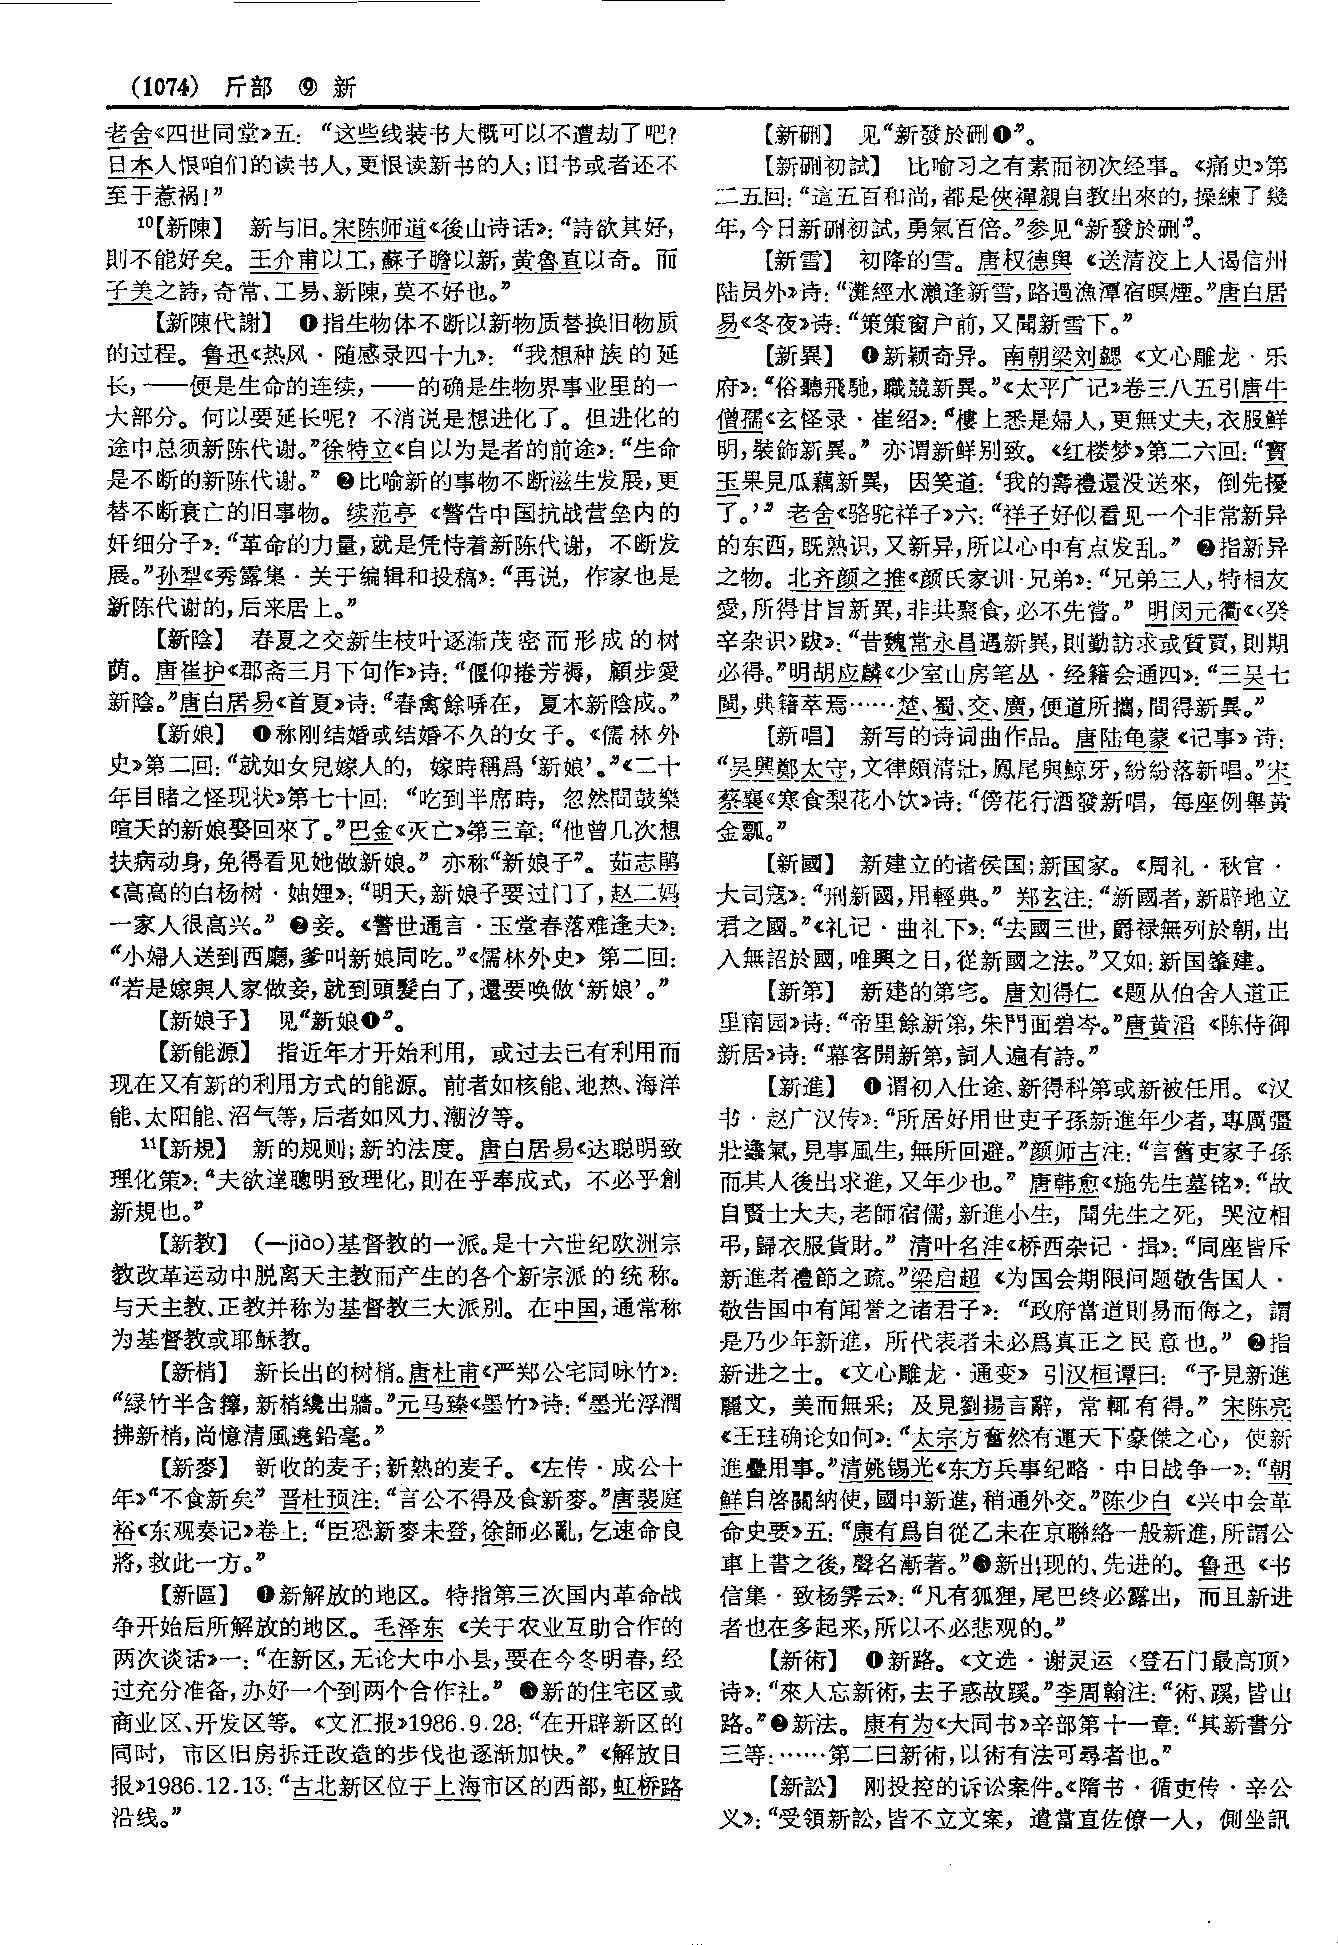 (1074) 斤部 ⑨ 新
老舍《四世同堂》五：“这些线装书大概可以不遭劫了吧？
日本人恨咱们的读书人，更恨读新书的人；旧书或者还不
至于惹祸！”
10【新陳】 新与旧。宋陈师道《後山诗话》：“詩欲其好，
則不能好矣。王介甫以工，蘇子瞻以新，黄魯直以奇。而
子美之詩，奇常、工易、新陳，莫不好也。”
【新陳代謝】 ❶指生物体不断以新物质替换旧物质
的过程。鲁迅《热风·随感录四十九》：“我想种族的延
长，——便是生命的连续，——的确是生物界事业里的一
大部分。何以要延长呢？不消说是想进化了。但进化的
途中总须新陈代谢。”徐特立《自以为是者的前途》：“生命
是不断的新陈代谢。” ❷比喻新的事物不断滋生发展，更
替不断衰亡的旧事物。续范亭《警告中国抗战营垒内的
奸细分子》：“革命的力量，就是凭恃着新陈代谢，不断发
展。”孙犁《秀露集·关于编辑和投稿》：“再说，作家也是
新陈代谢的，后来居上。”
【新陰】 春夏之交新生枝叶逐渐茂密而形成的树
荫。唐崔护《郡斋三月下旬作》诗：“偃仰捲芳褥，顧步愛
新陰。”唐白居易《首夏》诗：“春禽餘哢在，夏木新陰成。”
【新娘】 ❶称刚结婚或结婚不久的女子。《儒林外
史》第二回：“就如女兒嫁人的，嫁時稱爲‘新娘’。”《二十
年目睹之怪现状》第七十回：“吃到半席時，忽然間鼓樂
喧天的新娘娶回來了。”巴金《灭亡》第三章：“他曾几次想
扶病动身，免得看见她做新娘。” 亦称“新娘子”。茹志鹃
《高高的白杨树·妯娌》：“明天，新娘子要过门了，赵二妈
一家人很高兴。” ❷妾。《警世通言·玉堂春落难逢夫》：
“小婦人送到西廳，爹叫新娘同吃。”《儒林外史》第二回：
“若是嫁與人家做妾，就到頭髮白了，還要唤做‘新娘’。”
【新娘子】 见“新娘❶”。
【新能源】 指近年才开始利用，或过去已有利用而
现在又有新的利用方式的能源。前者如核能、地热、海洋
能、太阳能、沼气等，后者如风力、潮汐等。
11【新規】 新的规则；新的法度。唐白居易《达聪明致
理化策》：“夫欲達聰明致理化，則在乎奉成式，不必乎創
新規也。”
【新教】 （—jiào）基督教的一派。是十六世纪欧洲宗
教改革运动中脱离天主教而产生的各个新宗派的统称。
与天主教、正教并称为基督教三大派别。在中国，通常称
为基督教或耶稣教。
【新梢】 新长出的树梢。唐杜甫《严郑公宅同咏竹》：
“緑竹半含籜，新梢纔出牆。”元马臻《墨竹》诗：“墨光浮潤
拂新梢，尚憶清風遶鉛毫。”
【新麥】 新收的麦子；新熟的麦子。《左传·成公十
年》“不食新矣” 晋杜预注：“言公不得及食新麥。”唐裴庭
裕《东观奏记》卷上：“臣恐新麥未登，徐師必亂，乞速命良
將，救此一方。”
【新區】 ❶新解放的地区。特指第三次国内革命战
争开始后所解放的地区。毛泽东《关于农业互助合作的
两次谈话》一：“在新区，无论大中小县，要在今冬明春，经
过充分准备，办好一个到两个合作社。” ❸新的住宅区或
商业区、开发区等。《文汇报》1986.9.28：“在开辟新区的
同时，市区旧房拆迁改造的步伐也逐渐加快。”《解放日
报》1986.12.13：“古北新区位于上海市区的西部，虹桥路
沿线。”
【新硎】 见“新發於硎❶”。
【新硎初試】 比喻习之有素而初次经事。《痛史》第
二五回：“這五百和尚，都是俠禪親自教出來的，操練了幾
年，今日新硎初試，勇氣百倍。”参见“新發於硎”。
【新雪】 初降的雪。唐权德舆《送清洨上人谒信州
陆员外》诗：“灘經水瀨逢新雪，路過漁潭宿暝煙。”唐白居
易《冬夜》诗：“策策窗户前，又聞新雪下。”
【新異】 ❶新颖奇异。南朝梁刘勰《文心雕龙·乐
府》：“俗聽飛馳，職競新異。”《太平广记》卷三八五引唐牛
僧孺《玄怪录·崔绍》：“樓上悉是婦人，更無丈夫，衣服鮮
明，裝飾新異。” 亦谓新鲜别致。《红楼梦》第二六回：“寳
玉果見瓜藕新異，因笑道：‘我的壽禮還没送來，倒先擾
了。’” 老舍《骆驼祥子》六：“祥子好似看见一个非常新异
的东西，既熟识，又新异，所以心中有点发乱。” ❷指新异
之物。北齐颜之推《颜氏家训·兄弟》：“兄弟三人，特相友
愛，所得甘旨新異，非共聚食，必不先嘗。” 明闵元衢《〈癸
辛杂识〉跋》：“昔魏常永昌遇新異，則勤訪求或質買，則期
必得。”明胡应麟《少室山房笔丛·经籍会通四》：“三吴七
閩，典籍萃焉……楚、蜀、交、廣，便道所攜，間得新異。”
【新唱】 新写的诗词曲作品。唐陆龟蒙《记事》诗：
“吴興鄭太守，文律頗清壯，鳳尾與鯨牙，紛紛落新唱。”宋
蔡襄《寒食梨花小饮》诗：“傍花行酒發新唱，每座例舉黄
金瓢。”
【新國】 新建立的诸侯国；新国家。《周礼·秋官·
大司寇》：“刑新國，用輕典。” 郑玄注：“新國者，新辟地立
君之國。”《礼记·曲礼下》：“去國三世，爵禄無列於朝，出
入無詔於國，唯興之日，從新國之法。”又如：新国肇建。
【新第】 新建的第宅。唐刘得仁《题从伯舍人道正
里南园》诗：“帝里餘新第，朱門面碧岑。”唐黄滔《陈侍御
新居》诗：“幕客開新第，詞人遍有詩。”
【新進】 ❶谓初入仕途、新得科第或新被任用。《汉
书·赵广汉传》：“所居好用世吏子孫新進年少者，專厲彊
壯蠭氣，見事風生，無所回避。”颜师古注：“言舊吏家子孫
而其人後出求進，又年少也。” 唐韩愈《施先生墓铭》：“故
自賢士大夫，老師宿儒，新進小生，聞先生之死，哭泣相
弔，歸衣服貨財。” 清叶名沣《桥西杂记·揖》：“同座皆斥
新進者禮節之疏。”梁启超《为国会期限问题敬告国人·
敬告国中有闻誉之诸君子》：“政府當道則易而侮之，謂
是乃少年新進，所代表者未必爲真正之民意也。” ❷指
新进之士。《文心雕龙·通变》引汉桓谭曰：“予見新進
麗文，美而無采；及見劉揚言辭，常輒有得。” 宋陈亮
《王珪确论如何》：“太宗方奮然有運天下豪傑之心，使新
進疊用事。”清姚锡光《东方兵事纪略·中日战争一》：“朝
鮮自啓關納使，國中新進，稍通外交。”陈少白《兴中会革
命史要》五：“康有爲自從乙未在京聯絡一般新進，所謂公
車上書之後，聲名漸著。”❸新出现的、先进的。鲁迅《书
信集·致杨霁云》：“凡有狐狸，尾巴终必露出，而且新进
者也在多起来，所以不必悲观的。”
【新術】 ❶新路。《文选·谢灵运〈登石门最高顶〉
诗》：“來人忘新術，去子惑故蹊。”李周翰注：“術、蹊，皆山
路。”❷新法。康有为《大同书》辛部第十一章：“其新書分
三等：……第二曰新術，以術有法可尋者也。”
【新訟】 刚投控的诉讼案件。《隋书·循吏传·辛公
义》：“受領新訟，皆不立文案，遣當直佐僚一人，側坐訊